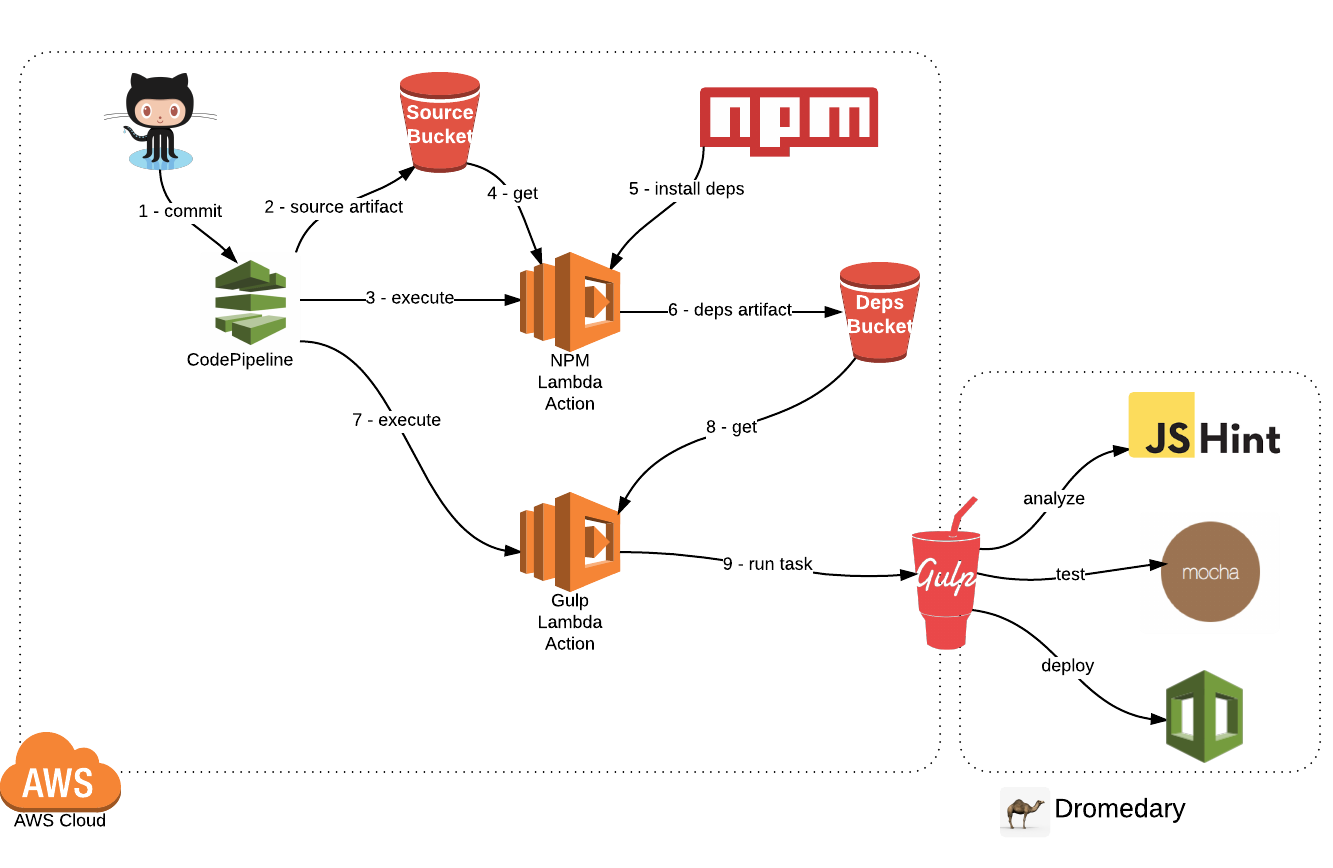 Source
Bucket
npm
1 - commit
2 - source artifact
4 - get
5 - install deps
CodePipeline
3 - execute
NPM
Lambda
Action
6 - deps artifact
Deps
Bucket
7 - execute
8 - get
Gulp
Lambda
Action
9 - run task
Gulp
analyze
JSHint
test
mocha
deploy
AWS
AWS Cloud
Dromedary